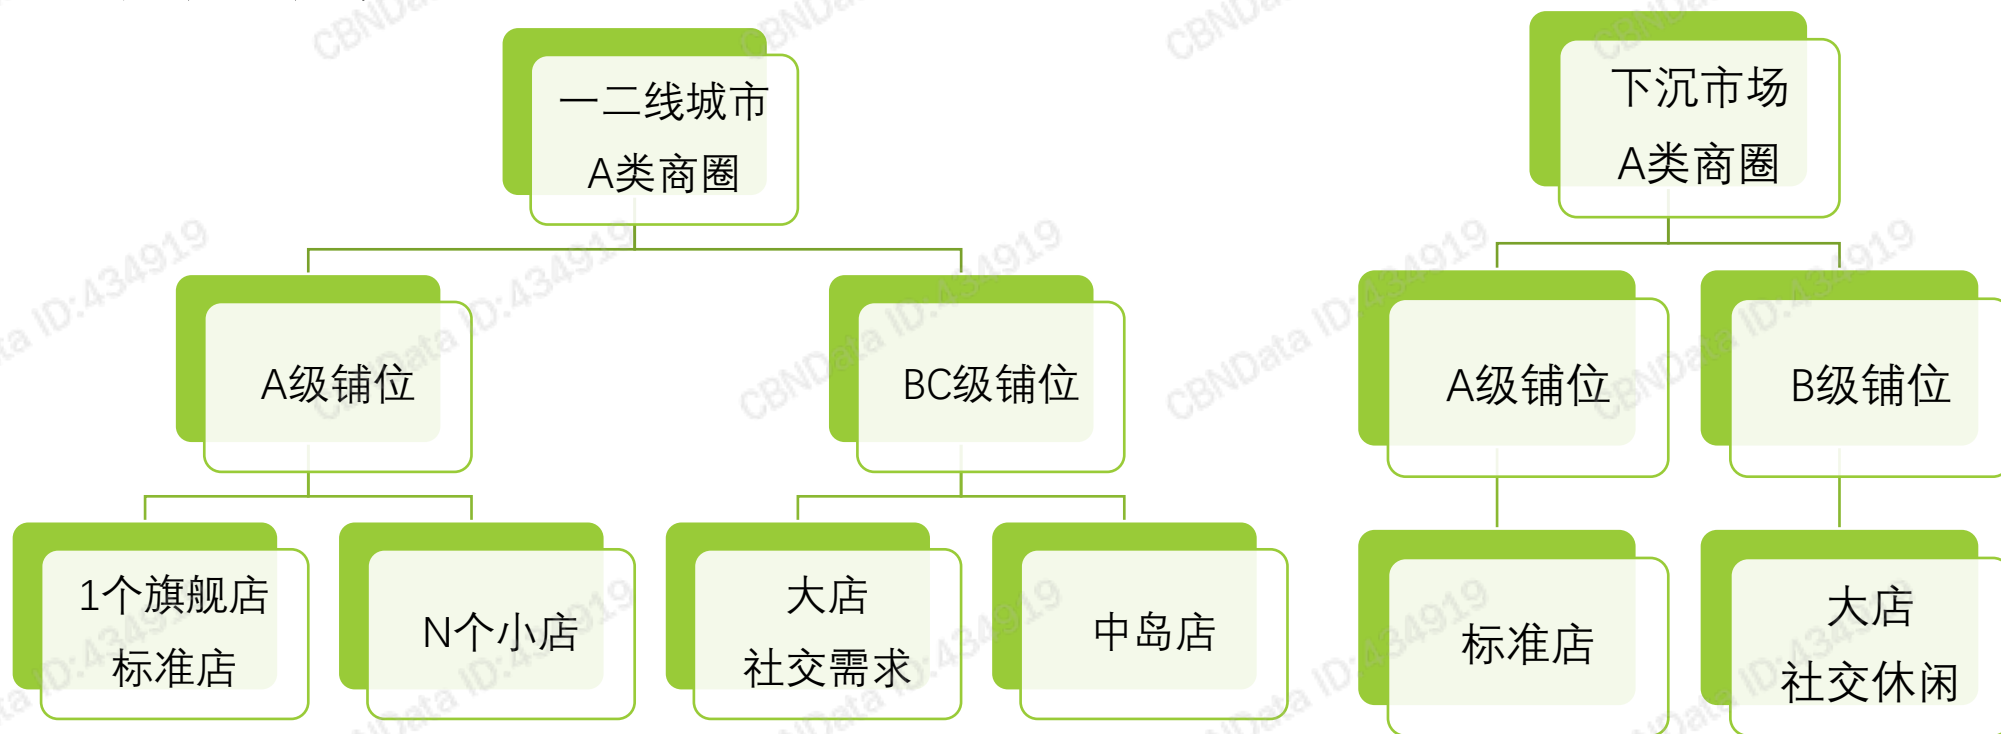 一二线城市
A类商圈
A级铺位
BC级铺位
1个旗舰店
标准店
N个小店
大店
社交需求
中岛店
下沉市场
A类商圈
A级铺位
B级铺位
标准店
大店
社交休闲
CBNData ID:434919